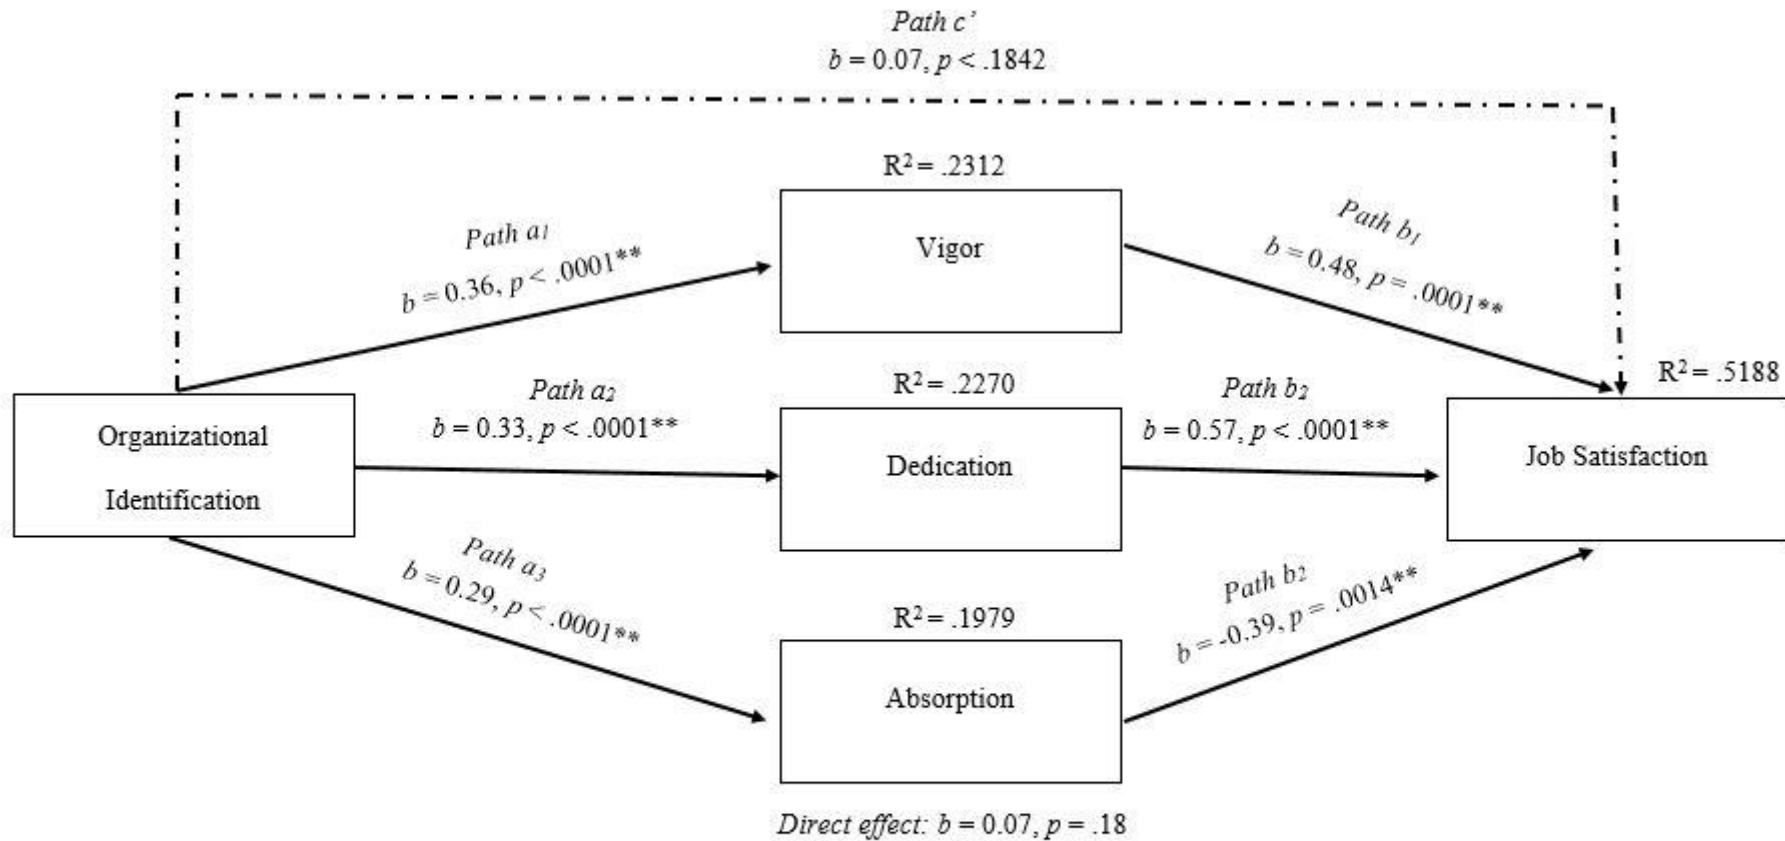 Path c’
b = 0.07, p < .1842
R² = .2312
Vigor
Path a₁
b = 0.36, p < .0001**
Path b₁
b = 0.48, p = .0001**
R² = .5188
Organizational
Identification
Path a₂
b = 0.33, p < .0001**
R² = .2270
Dedication
Path b₂
b = 0.57, p < .0001**
Job Satisfaction
Path a₃
b = 0.29, p < .0001**
R² = .1979
Absorption
Path b₂
b = -0.39, p = .0014**
Direct effect: b = 0.07, p = .18